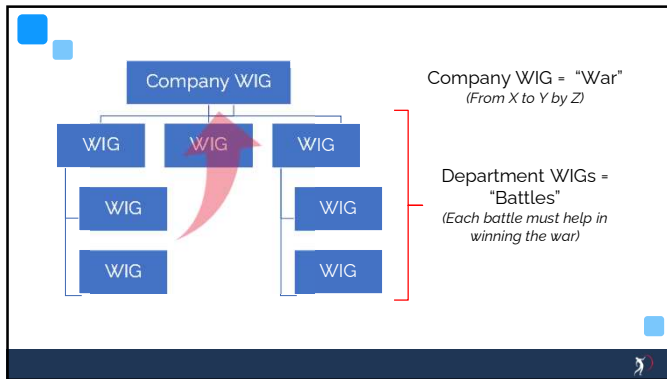 Company WIG
Company WIG = “War”
(From X to Y by Z)
WIG
WIG
WIG
Department WIGs =
“Battles”
(Each battle must help in
winning the war)
WIG
WIG
WIG
WIG